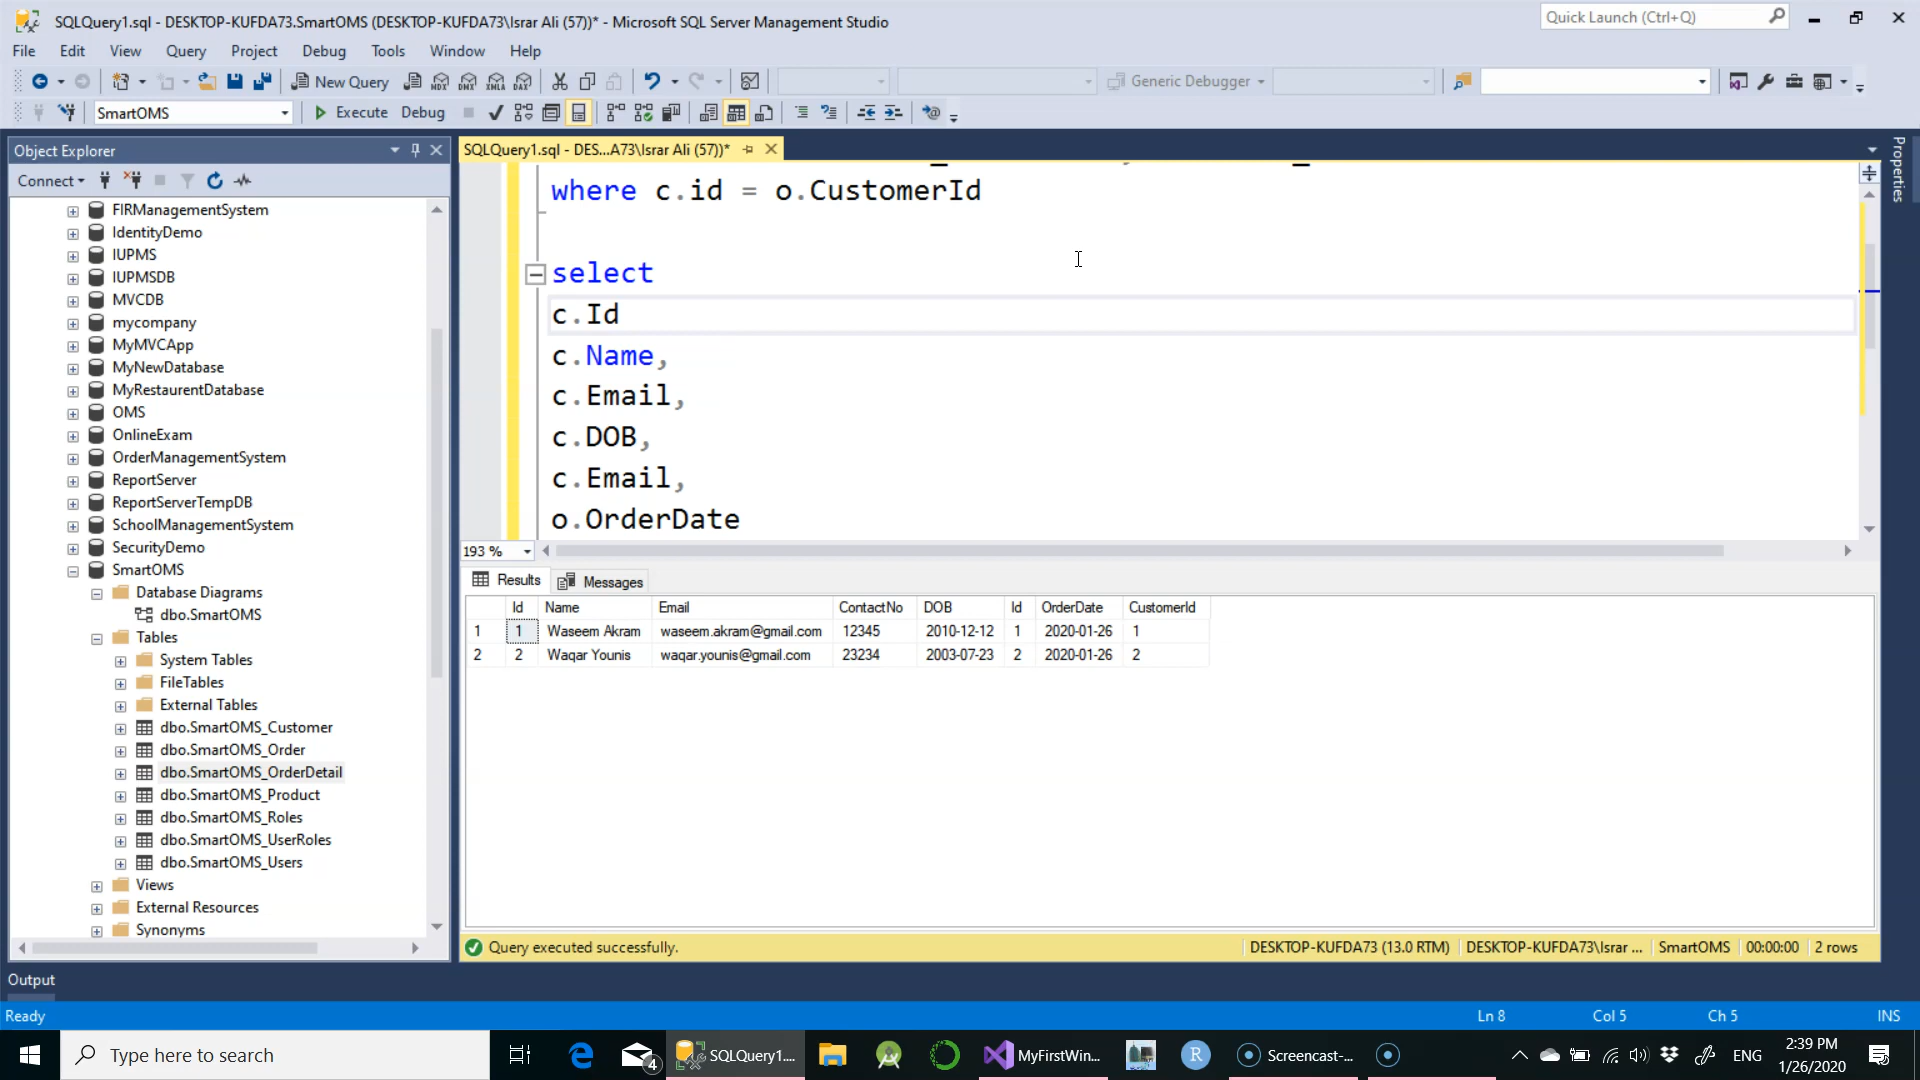 SQLQuery1.sql - DESKTOP-KUFDA73.SmartOMS (DESKTOP-KUFDA73\Israr Ali (57))* - Microsoft SQL Server Management Studio
Quick Launch (Ctrl+Q)
File Edit View Query Project Debug Tools Window Help
New Query
MDX DMX XMLA DAX
Generic Debugger
SmartOMS
Execute Debug
Object Explorer
SQLQuery1.sql - DES...A73\Israr Ali (57))*
Properties
Connect
FIRManagementSystem
IdentityDemo
IUPMS
IUPMSDB
MVCDB
mycompany
MyMVCApp
MyNewDatabase
MyRestaurentDatabase
OMS
OnlineExam
OrderManagementSystem
ReportServer
ReportServerTempDB
SchoolManagementSystem
SecurityDemo
SmartOMS
Database Diagrams
dbo.SmartOMS
Tables
System Tables
FileTables
External Tables
dbo.SmartOMS_Customer
dbo.SmartOMS_Order
dbo.SmartOMS_OrderDetail
dbo.SmartOMS_Product
dbo.SmartOMS_Roles
dbo.SmartOMS_UserRoles
dbo.SmartOMS_Users
Views
External Resources
Synonyms
where c.id = o.CustomerId
select
c.Id
c.Name,
c.Email,
c.DOB,
c.Email,
o.OrderDate
193 %
Results Messages
Id Name Email ContactNo DOB Id OrderDate CustomerId
1 1 Waseem Akram waseem.akram@gmail.com 12345 2010-12-12 1 2020-01-26 1
2 2 Waqar Younis waqar.younis@gmail.com 23234 2003-07-23 2 2020-01-26 2
Query executed successfully. DESKTOP-KUFDA73 (13.0 RTM) DESKTOP-KUFDA73\Israr ... SmartOMS 00:00:00 2 rows
Output
Ready Ln 8 Col 5 Ch 5 INS
Type here to search
4
SQLQuery1....
MyFirstWin...
R
Screencast-...
ENG
2:39 PM
1/26/2020